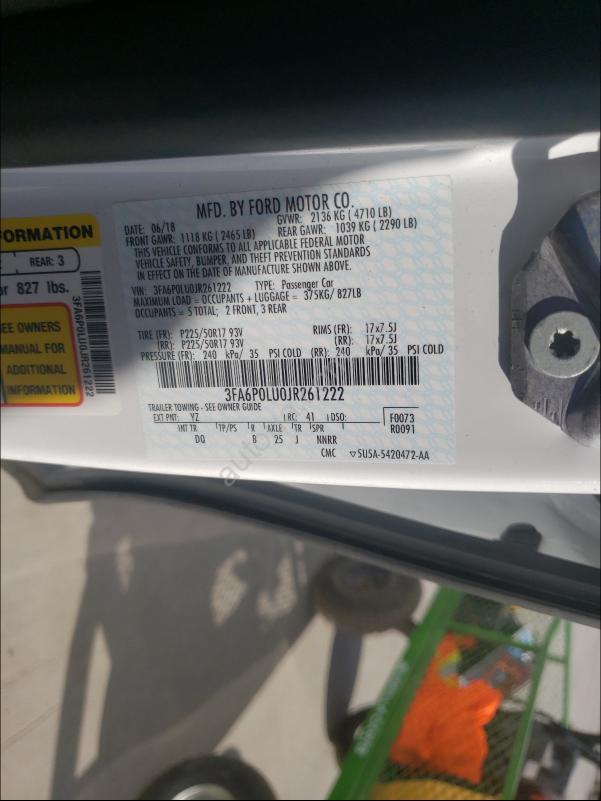 MFD. BY FORD MOTOR CO.
06/18 GVWR: 2136 KG ( 4710 LB)
FRONT GAWR: 1118 KG ( 2465 LB) REAR GAWR: 1039 KG ( 2290 LB)
THIS VEHICLE CONFORMS TO ALL APPLICABLE FEDERAL MOTOR
VEHICLE SAFETY, BUMPER, AND THEFT PREVENTION STANDARDS
IN EFFECT ON THE DATE OF MANUFACTURE SHOWN ABOVE.
VIN: 3FA6P0LU0JR261222 TYPE: Passenger Car
MAXIMUM LOAD = OCCUPANTS + LUGGAGE = 375KG/ 827LB
OCCUPANTS = 5 TOTAL; 2 FRONT, 3 REAR
TIRE (FR): P225/50R17 93V RIMS (FR): 17x7.5J
(RR): P225/50R17 93V (RR): 17x7.5J
PRESSURE (FR): 240 kPa/ 35 PSI COLD (RR): 240 kPa/ 35 PSI COLD
3FA6P0LU0JR261222
TRAILER TOWING - SEE OWNER GUIDE
EXT PNT: YZ RC: 41 DSO: F0073
R0091
INT TR TP/PS R AXLE TR SPR
DQ B 25 J NNRR
CMC ▽5U5A-5420472-AA
FORMATION
REAR: 3
or 827 lbs.
SEE OWNERS
MANUAL FOR
ADDITIONAL
INFORMATION
3FA6P0LU0JR261222